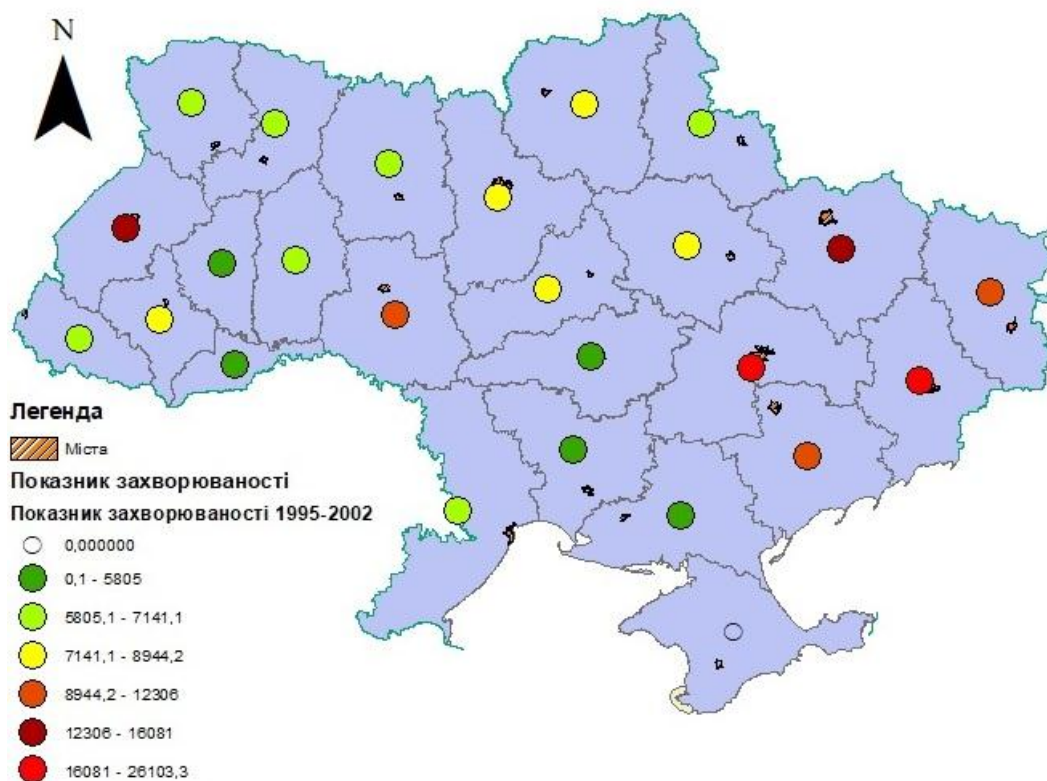 N
Легенда
Міста
Показник захворюваності
Показник захворюваності 1995-2002
0,000000
0,1 - 5805
5805,1 - 7141,1
7141,1 - 8944,2
8944,2 - 12306
12306 - 16081
16081 - 26103,3